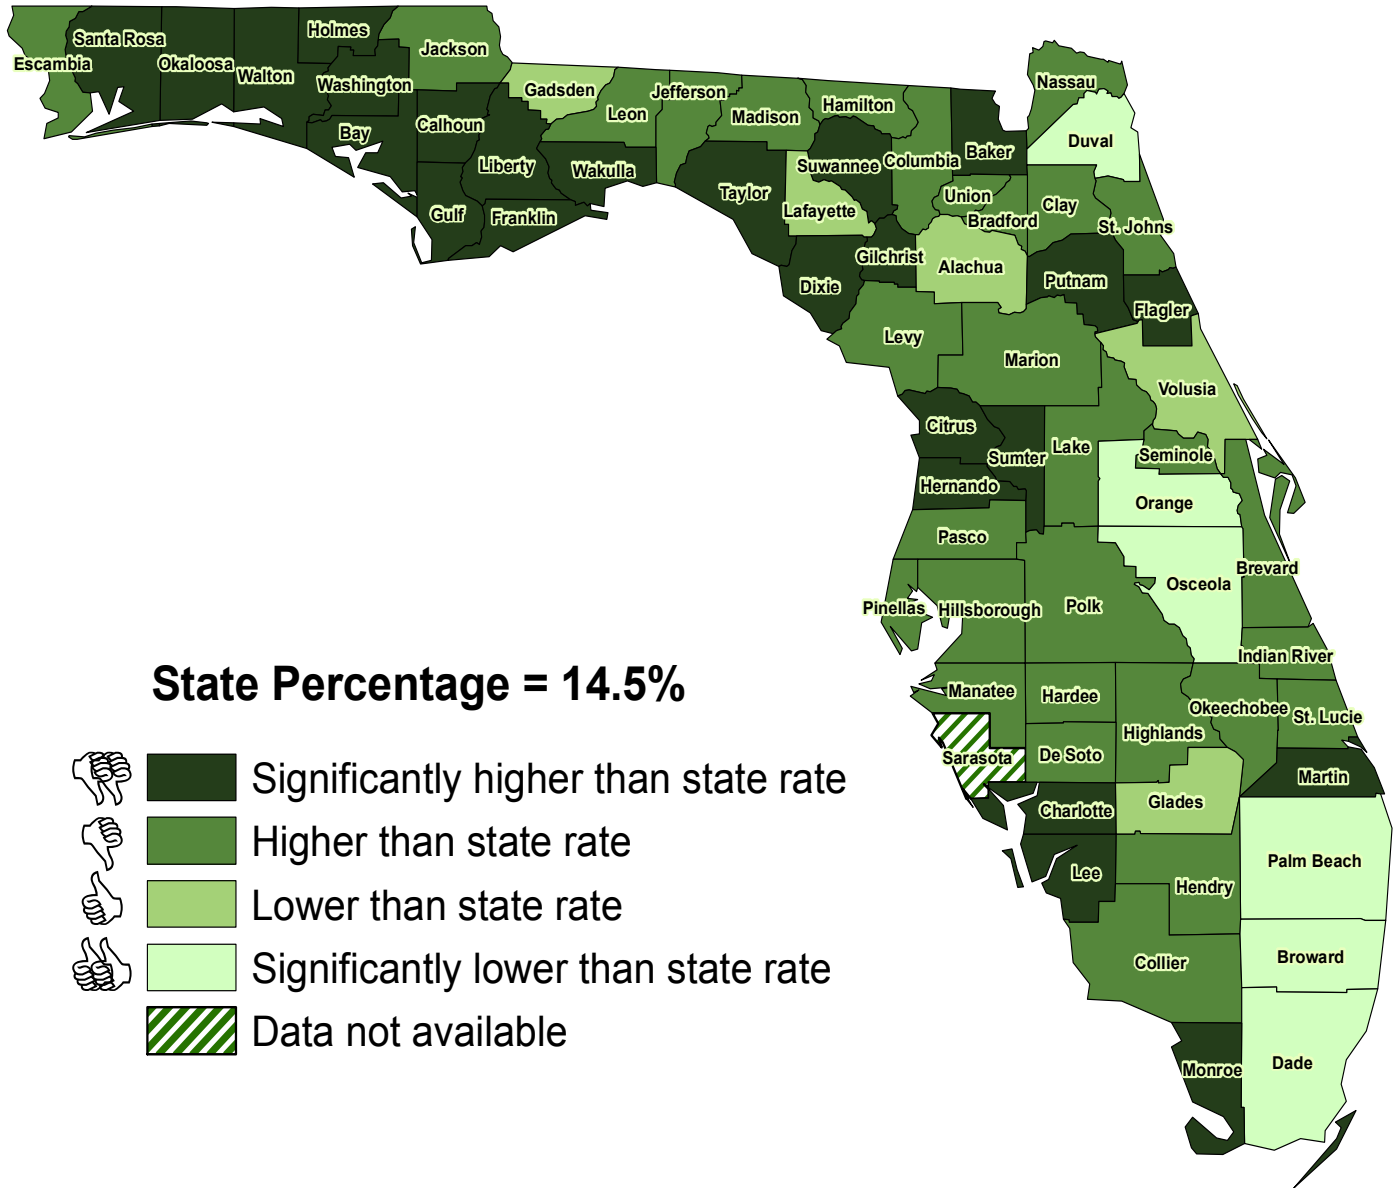 Holmes
Santa Rosa
Jackson
Escambia
Okaloosa
Walton
Washington
Gadsden
Jefferson
Nassau
Leon
Madison
Hamilton
Calhoun
Bay
Duval
Liberty
Wakulla
Suwannee
Columbia
Baker
Taylor
Union
Clay
Lafayette
Bradford
St. Johns
Gulf
Franklin
Gilchrist
Alachua
Dixie
Putnam
Flagler
Levy
Marion
Volusia
Citrus
Lake
Sumter
Seminole
Hernando
Orange
Pasco
Brevard
Osceola
Pinellas
Hillsborough
Polk
Indian River
Manatee
Hardee
Okeechobee
St. Lucie
Highlands
Sarasota
De Soto
Martin
Charlotte
Glades
Palm Beach
Lee
Hendry
Collier
Broward
Monroe
Dade
State Percentage = 14.5%
Significantly higher than state rate
Higher than state rate
Lower than state rate
Significantly lower than state rate
Data not available